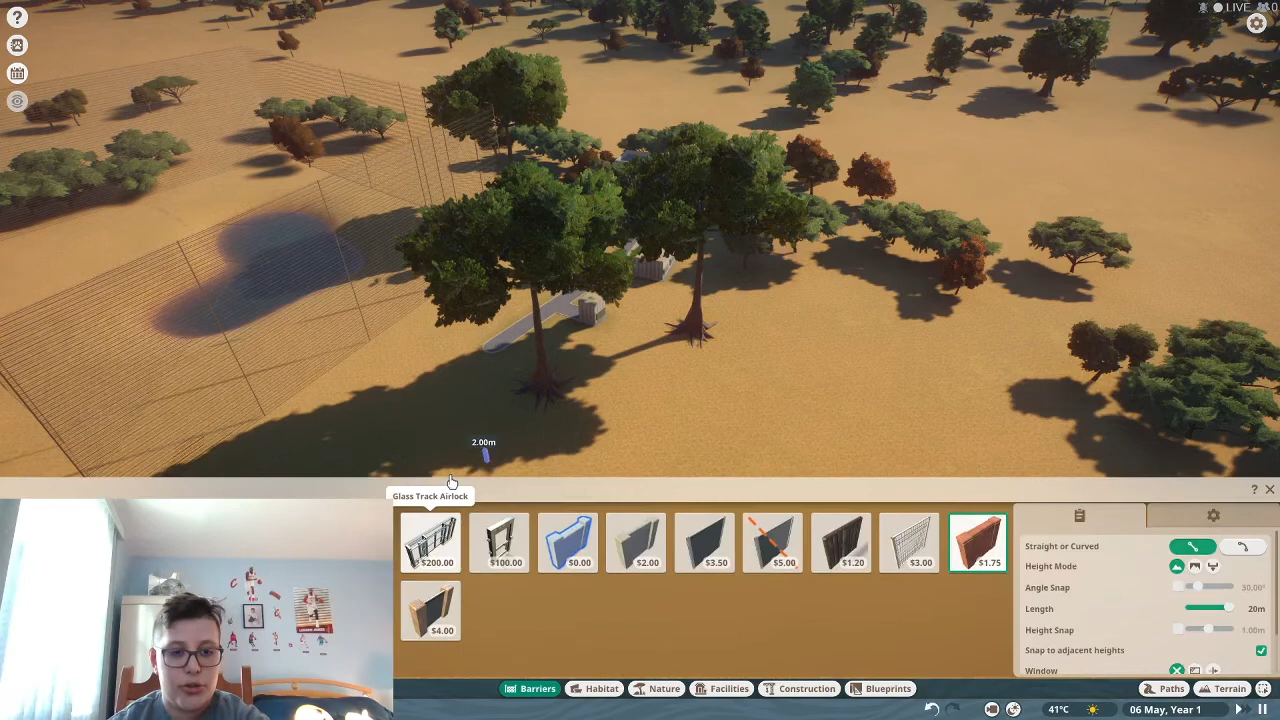 ?
LIVE 0
2.00m
? ×
Glass Track Airlock
$200.00
$100.00
$0.00
$2.00
$3.50
$5.00
$1.20
$3.00
$1.75
$4.00
Straight or Curved
Height Mode
Angle Snap 30.00°
Length 20m
Height Snap 1.00m
Snap to adjacent heights
Window
Barriers Habitat Nature Facilities Construction Blueprints Paths Terrain
41°C 06 May, Year 1